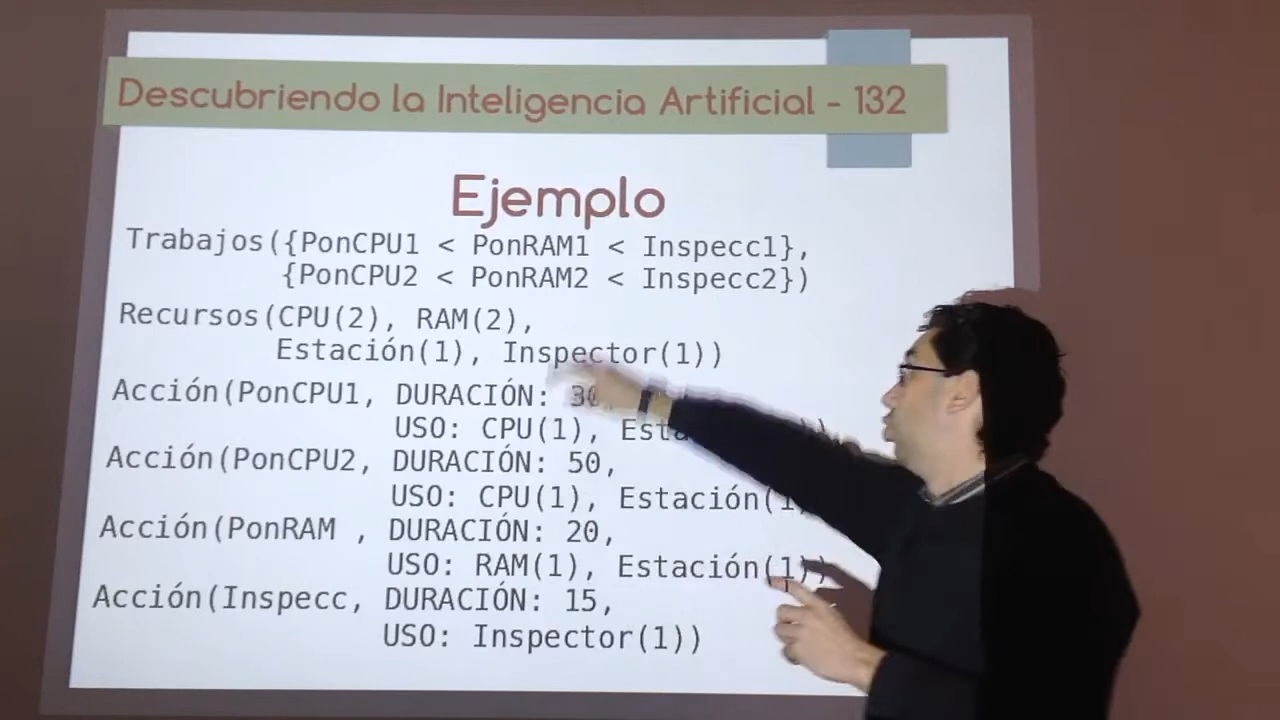 Descubriendo la Inteligencia Artificial - 132
Ejemplo
Trabajos({PonCPU1 < PonRAM1 < Inspecc1},
{PonCPU2 < PonRAM2 < Inspecc2})
Recursos(CPU(2), RAM(2),
Estación(1), Inspector(1))
Acción(PonCPU1, DURACIÓN: 30
USO: CPU(1),
Acción(PonCPU2, DURACIÓN: 50,
USO: CPU(1), Estación(1
Acción(PonRAM , DURACIÓN: 20,
USO: RAM(1), Estación(1))
Acción(Inspecc, DURACIÓN: 15,
USO: Inspector(1))